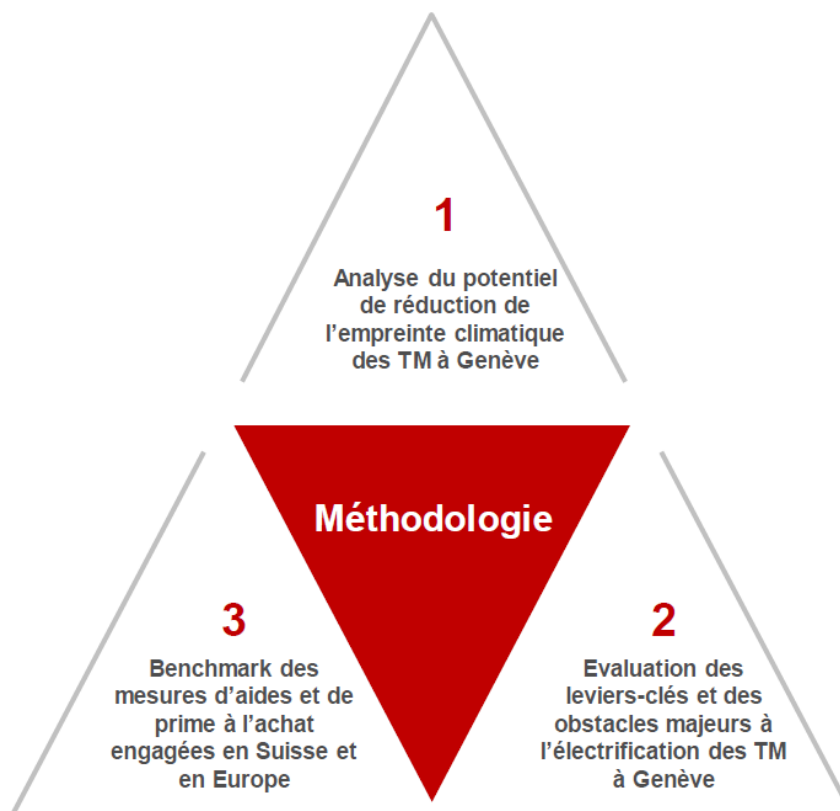 1
Analyse du potentiel
de réduction de
l'empreinte climatique
des TM à Genève
Méthodologie
2
Evaluation des
leviers-clés et des
obstacles majeurs à
l'électrification des TM
à Genève
3
Benchmark des
mesures d'aides et de
prime à l'achat
engagées en Suisse et
en Europe